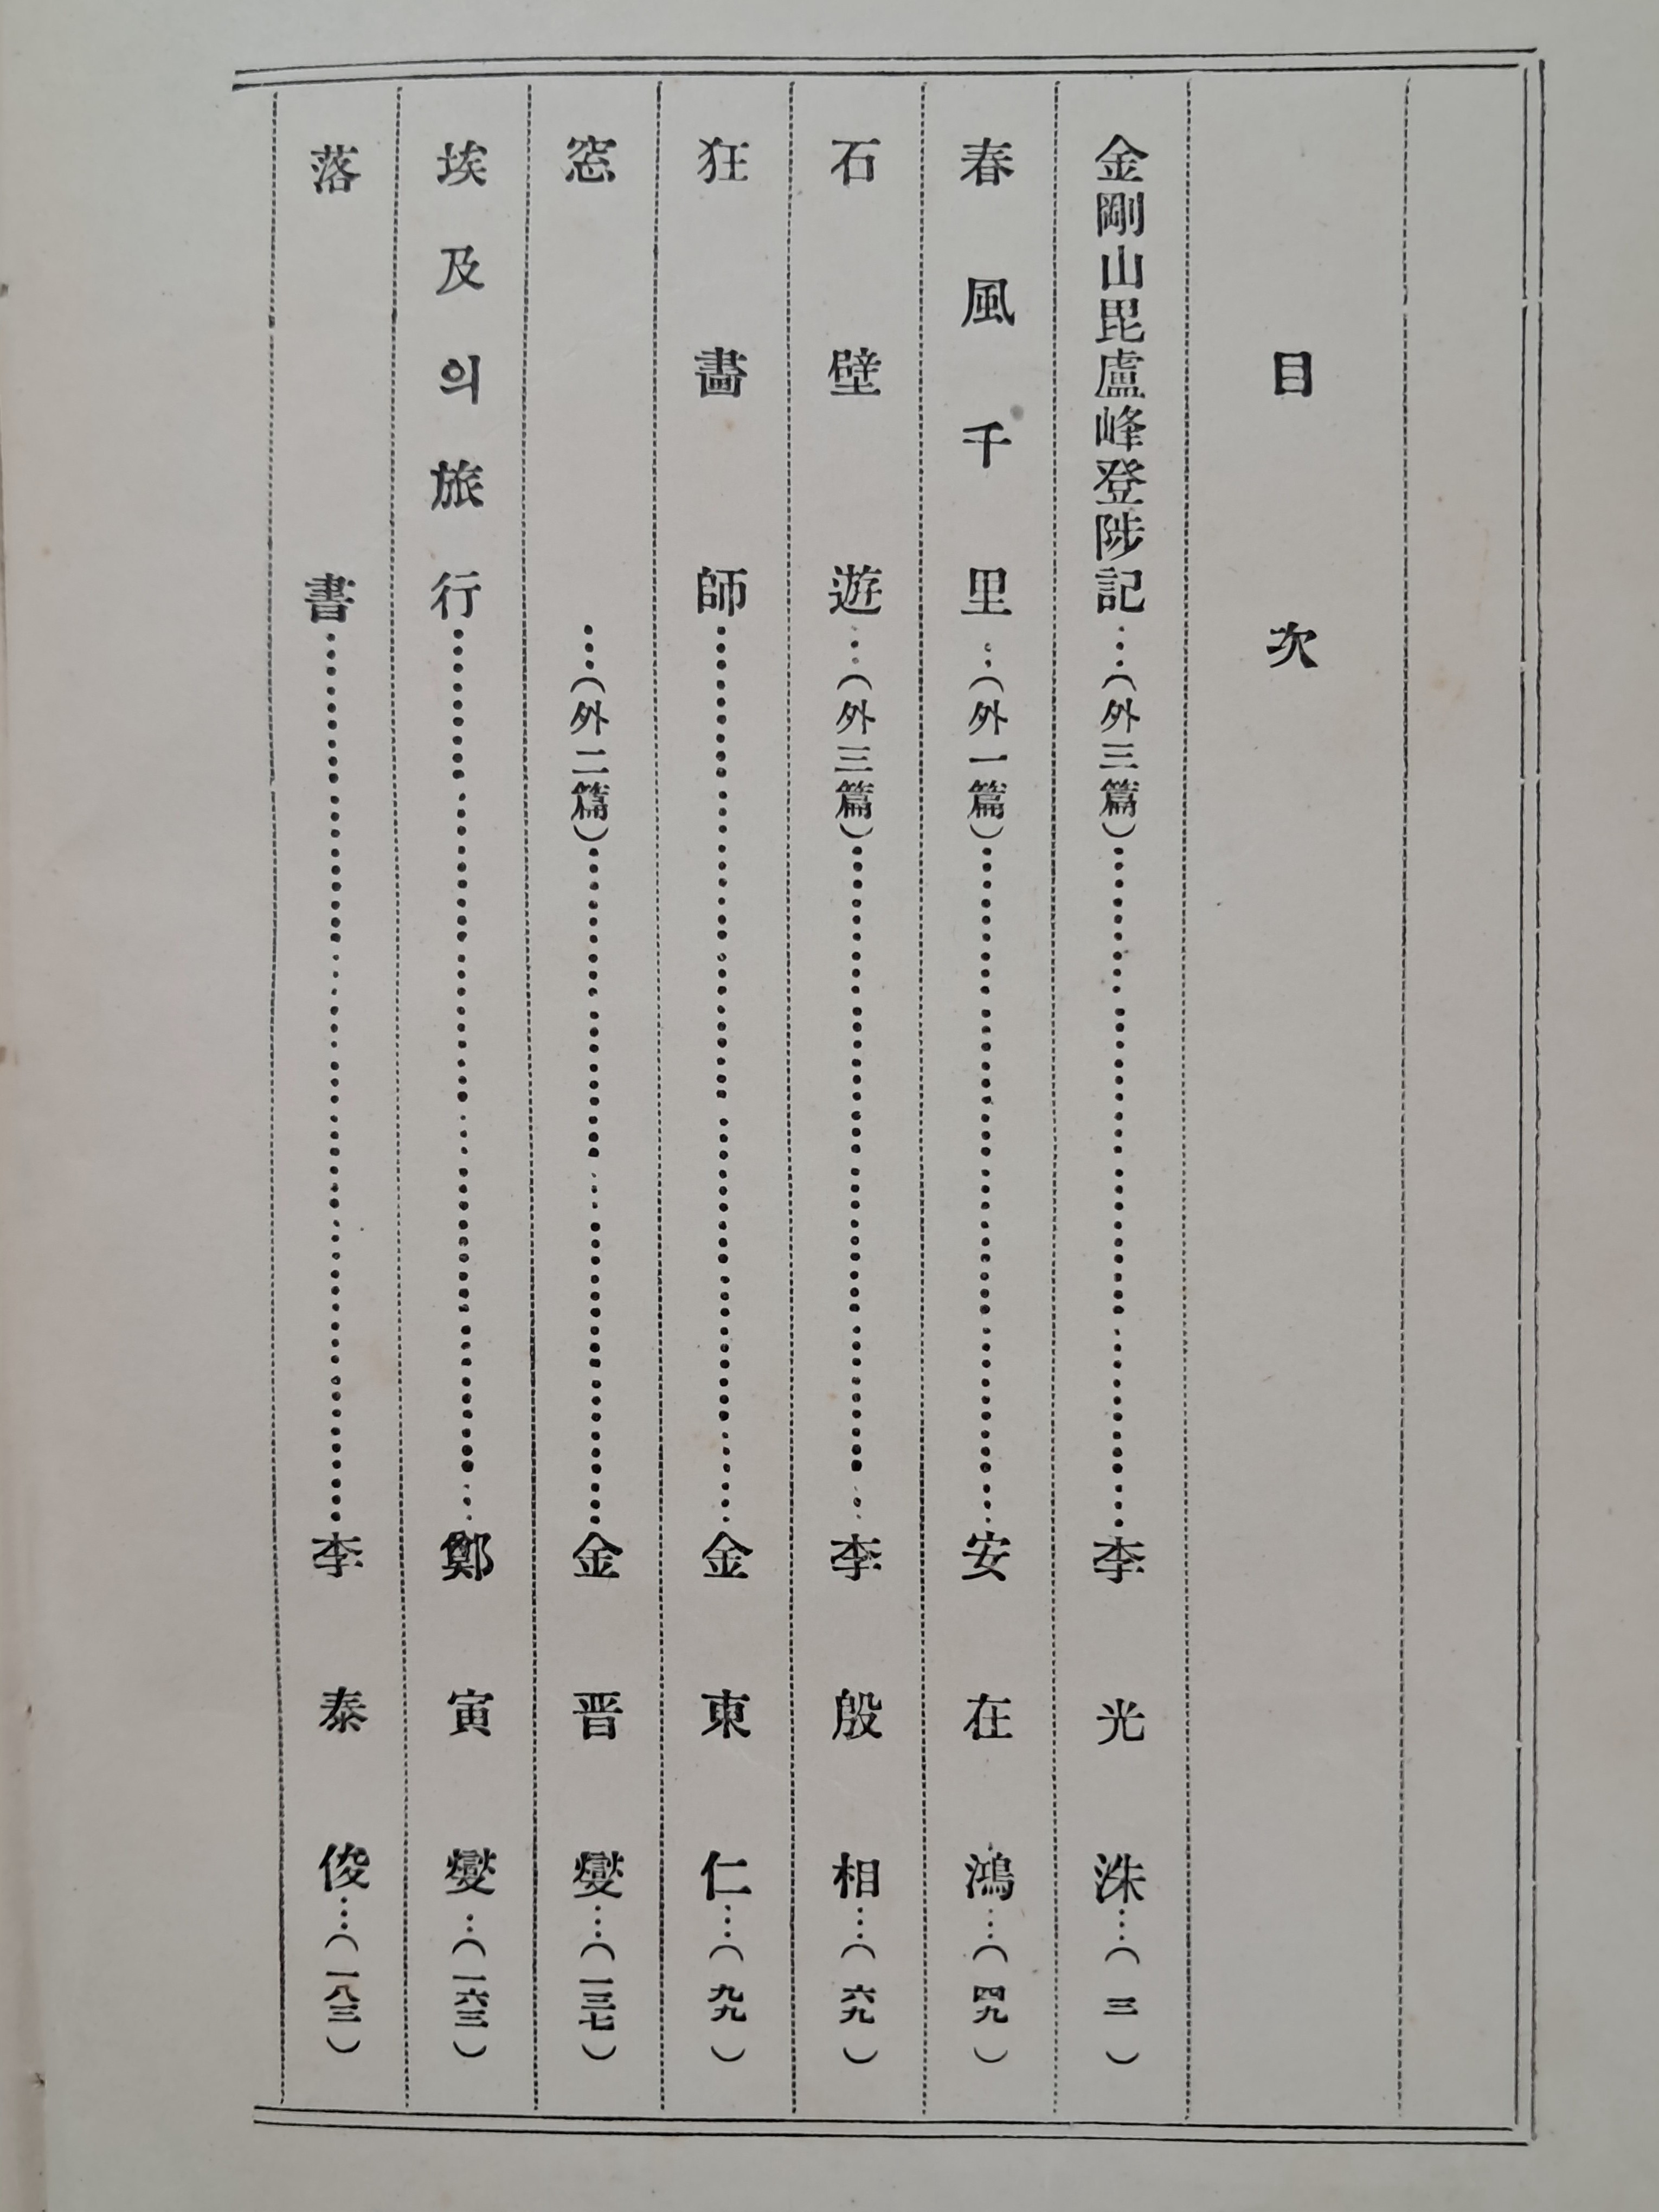 目次
金剛山毘盧峰登陟記……(外三篇)……李光洙……(三)
春風千里……(外一篇)……安在鴻……(四九)
石壁遊……(外三篇)……李殷相……(六九)
狂畵師……金東仁……(九九)
窓……(外二篇)……金晋燮……(一三七)
埃及의旅行……鄭寅燮……(一六三)
落書……李泰俊……(一八三)